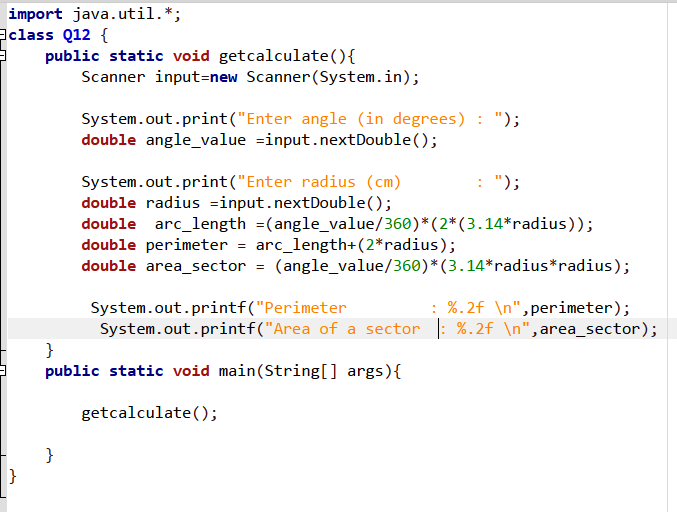 import java.util.*;
class Q12 {
    public static void getcalculate(){
        Scanner input=new Scanner(System.in);

        System.out.print("Enter angle (in degrees) : ");
        double angle_value =input.nextDouble();

        System.out.print("Enter radius (cm)        : ");
        double radius =input.nextDouble();
        double  arc_length =(angle_value/360)*(2*(3.14*radius));
        double perimeter = arc_length+(2*radius);
        double area_sector = (angle_value/360)*(3.14*radius*radius);

         System.out.printf("Perimeter         : %.2f \n",perimeter);
          System.out.printf("Area of a sector  : %.2f \n",area_sector);
    }
    public static void main(String[] args){

        getcalculate();

    }
}